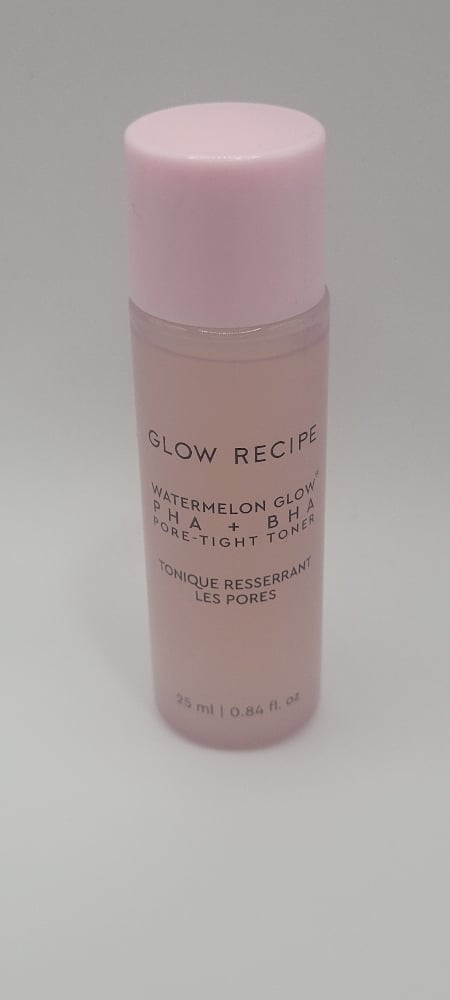 GLOW RECIPE
WATERMELON GLOW®
PHA + BHA
PORE-TIGHT TONER
TONIQUE RESSERRANT
LES PORES
25 ml | 0.84 fl. oz